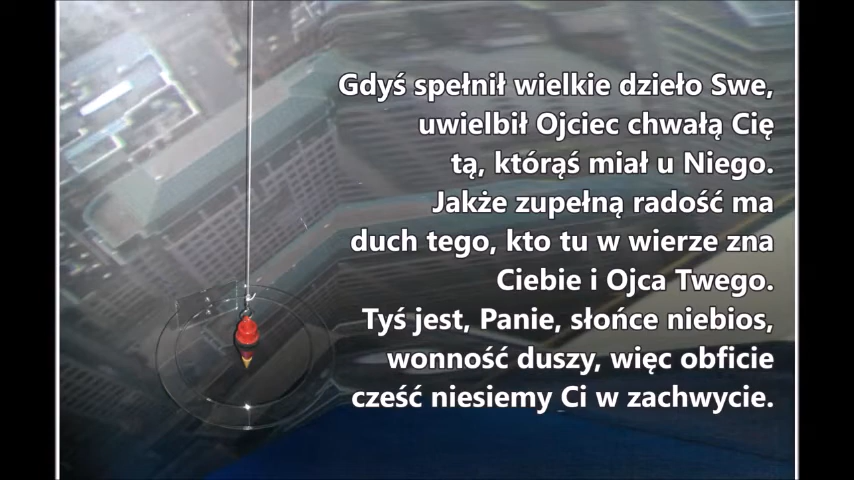 Gdyś spełnił wielkie dzieło Swe,
uwielbił Ojciec chwałą Cię
tą, którąś miał u Niego.
Jakże zupełną radość ma
duch tego, kto tu w wierze zna
Ciebie i Ojca Twego.
Tyś jest, Panie, słońce niebios,
wonność duszy, więc obficie
cześć niesiemy Ci w zachwycie.